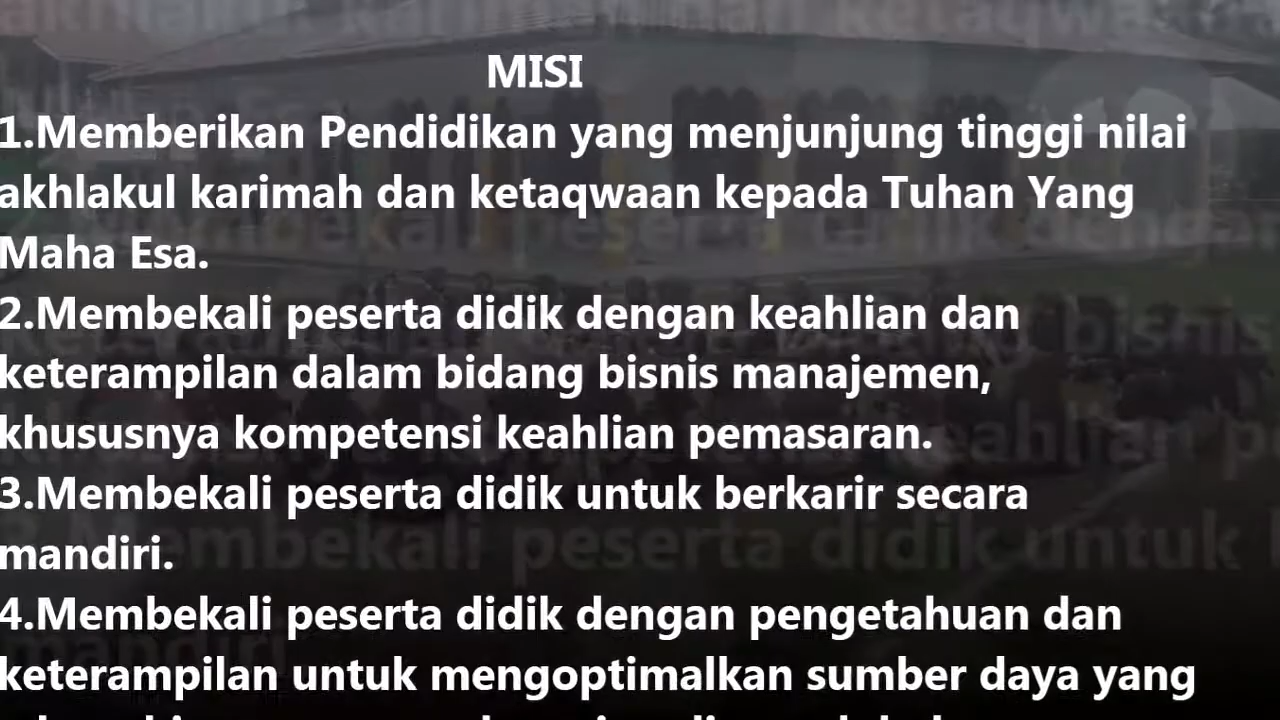 MISI
1.Memberikan Pendidikan yang menjunjung tinggi nilai
akhlakul karimah dan ketaqwaan kepada Tuhan Yang
Maha Esa.
2.Membekali peserta didik dengan keahlian dan
keterampilan dalam bidang bisnis manajemen,
khususnya kompetensi keahlian pemasaran.
3.Membekali peserta didik untuk berkarir secara
mandiri.
4.Membekali peserta didik dengan pengetahuan dan
keterampilan untuk mengoptimalkan sumber daya yang